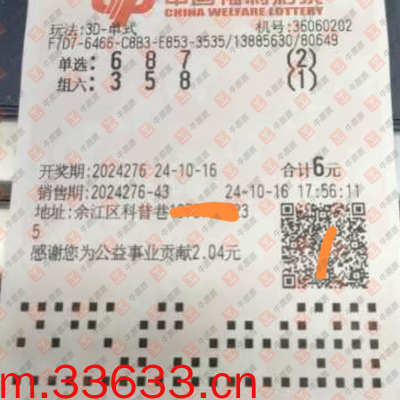 中国福利彩票
CHINA WELFARE LOTTERY
玩法:3D-单式 机号:36060202
F7D7-6466-C8B3-E853-3535/13885630/80649
单选: 6 8 7 (2)
组六: 3 5 8 (1)
开奖期:2024276 24-10-16 合计6元
销售期:2024276-43 24-10-16 17:56:11
地址:余江区科普巷 23
5
感谢您为公益事业贡献2.04元
m.33633.cn